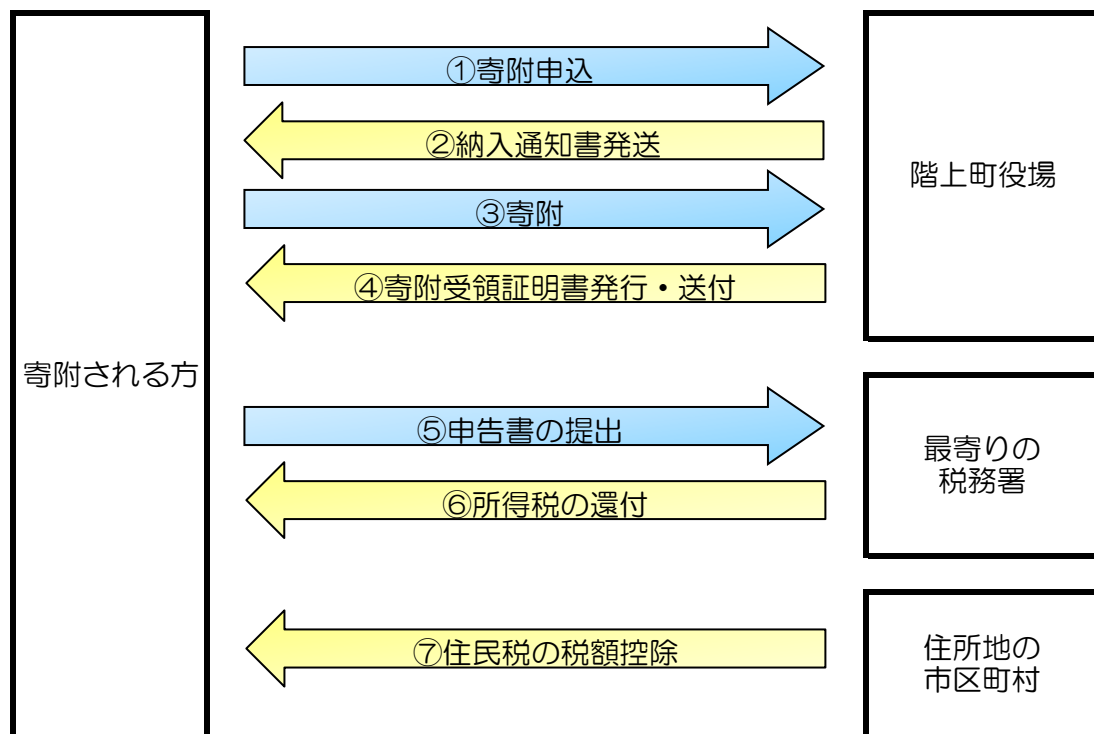 ①寄附申込
②納入通知書発送
階上町役場
③寄附
④寄附受領証明書発行・送付
寄附される方
⑤申告書の提出
最寄りの
税務署
⑥所得税の還付
⑦住民税の税額控除
住所地の
市区町村